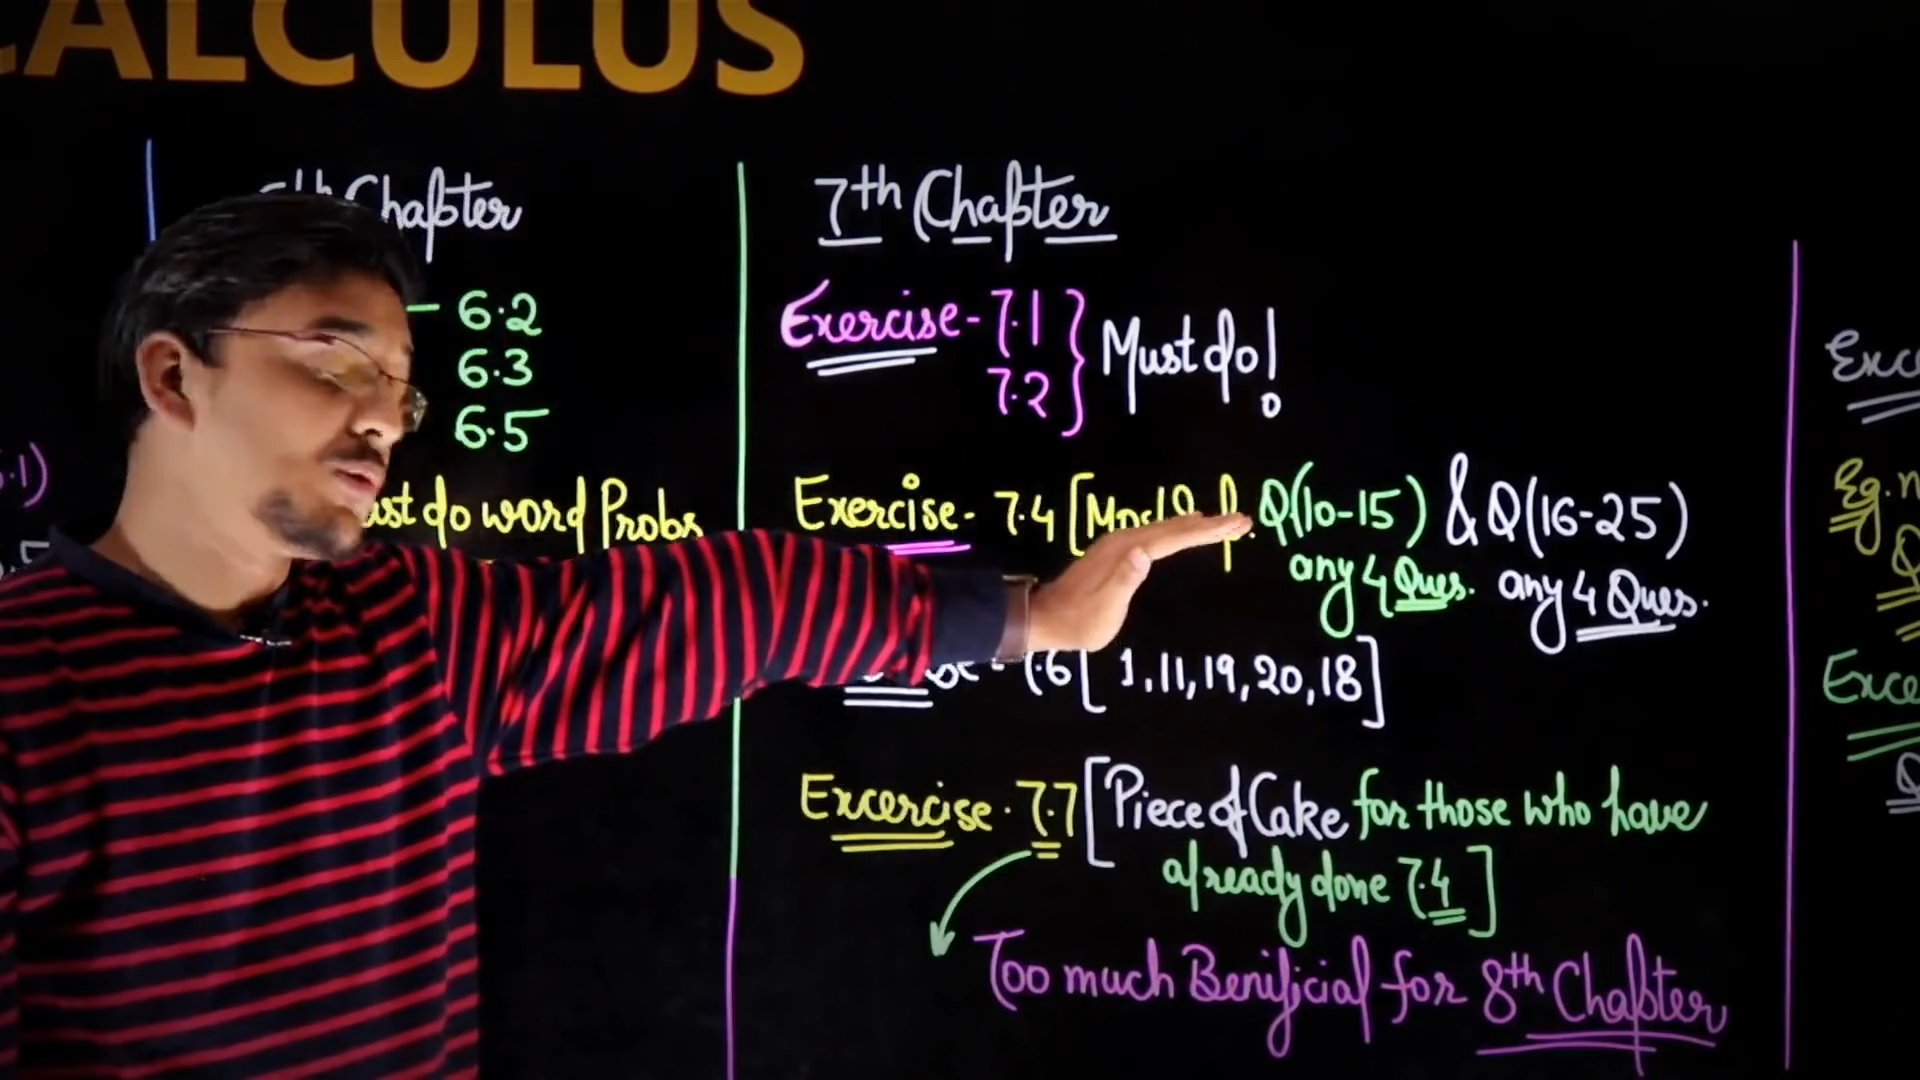 CALCULUS
Chapter
- 6.2
6.3
6.5
do word Probs
7th Chapter
Exercise - 7.1
7.2 } Must do!
Exercise - 7.4 [ Q(10-15) & Q(16-25)
any 4 Ques. any 4 Ques.
7.6 [ 1, 11, 19, 20, 18 ]
Excercise. 7.7 [Piece of Cake for those who have
already done 7.4 ]
Too much Benificial for 8th Chapter
Eg.